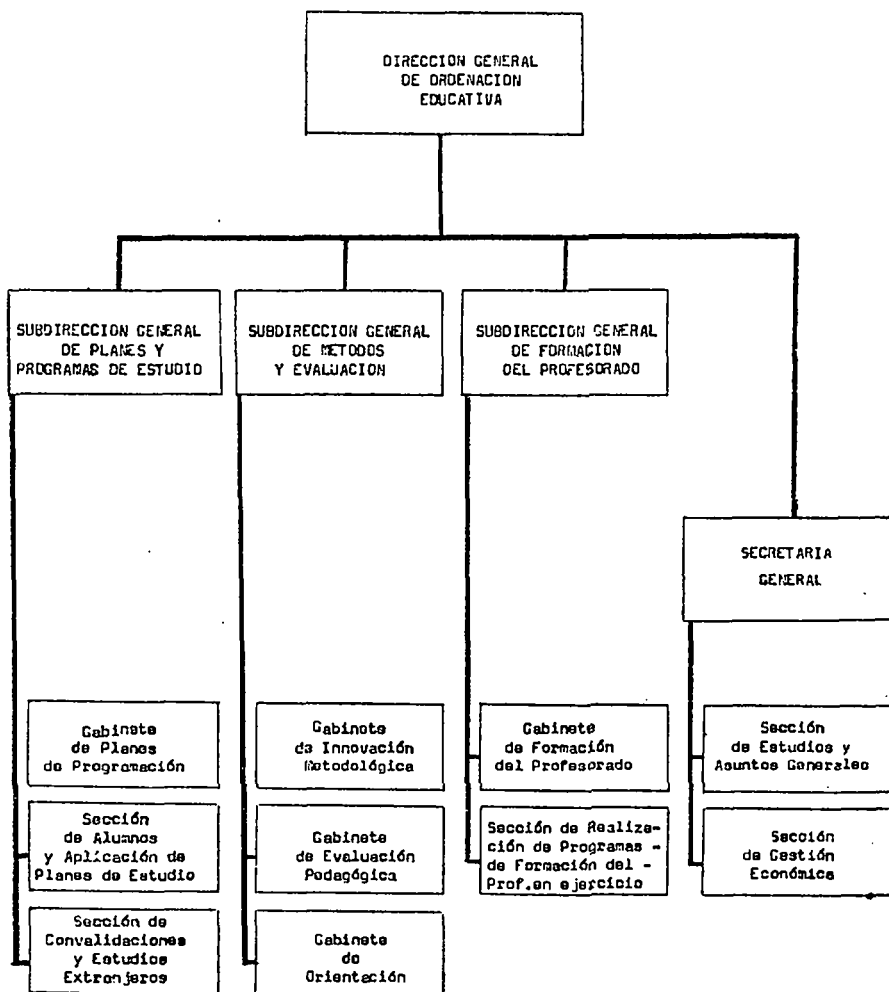 DIRECCION GENERAL
DE ORDENACION
EDUCATIVA
SUBDIRECCION GENERAL
DE PLANES Y
PROGRAMAS DE ESTUDIO
SUBDIRECCION GENERAL
DE METODOS
Y EVALUACION
SUBDIRECCION GENERAL
DE FORMACION
DEL PROFESORADO
SECRETARIA
GENERAL
Gabinete
de Planes
de Programación
Sección
de Alumnos
y Aplicación de
Planes de Estudio
Sección de
Convalidaciones
y Estudios
Extranjeros
Gabinete
de Innovación
Metodológica
Gabinete
de Evaluación
Pedagógica
Gabinete
de
Orientación
Gabinete
de Formación
del Profesorado
Sección de Realiza-
ción de Programas -
de Formación del -
Prof.en ejercicio
Sección
de Estudios y
Asuntos Generales
Sección
de Gestión
Económica